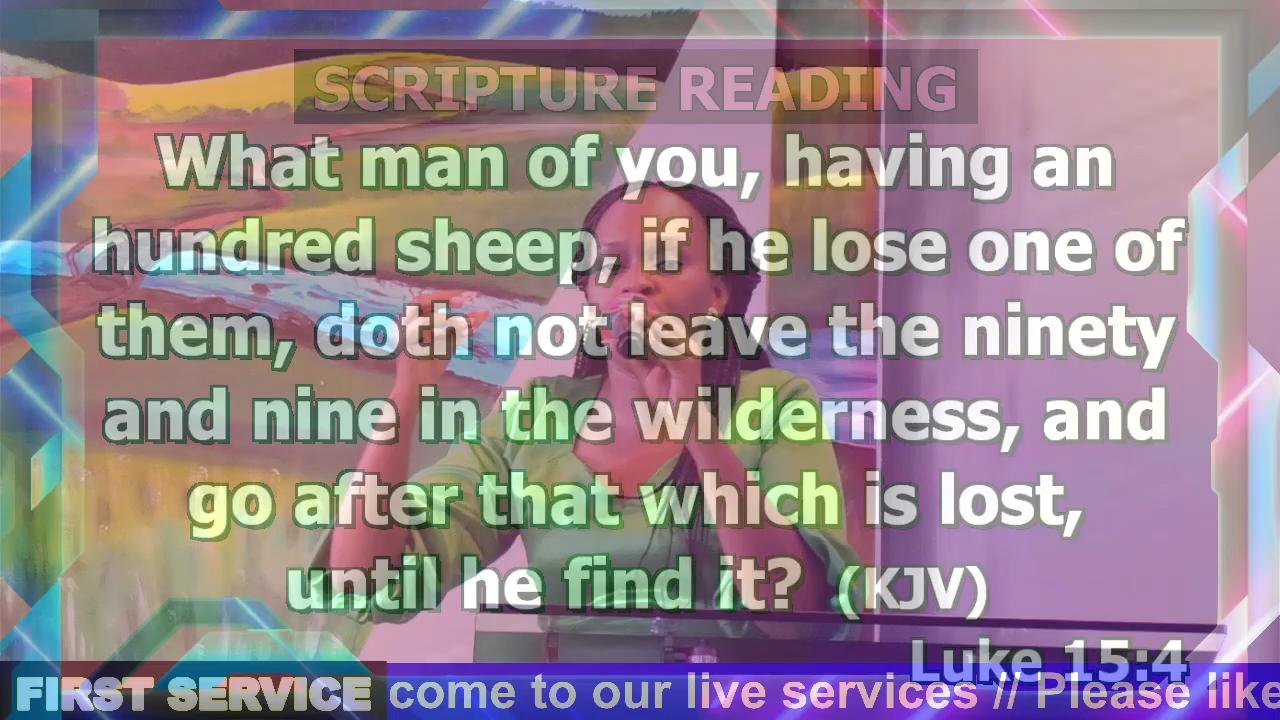 SCRIPTURE READING
What man of you, having an
hundred sheep, if he lose one of
them, doth not leave the ninety
and nine in the wilderness, and
go after that which is lost,
until he find it? (KJV)
Luke 15:4
FIRST SERVICE come to our live services // Please like